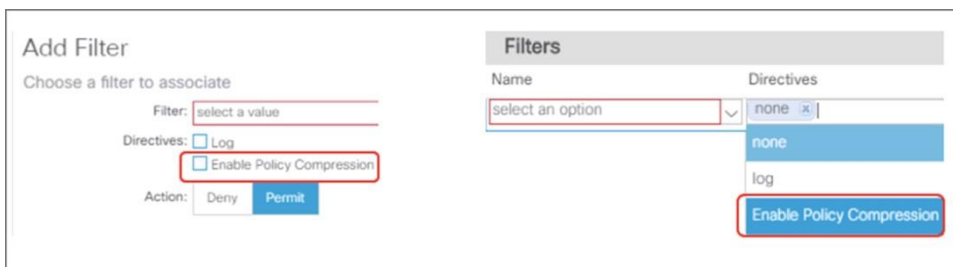 Add Filter
Choose a filter to associate
Filter: select a value
Directives: Log
Enable Policy Compression
Action: Deny Permit
Filters
Name Directives
select an option none x
none
log
Enable Policy Compression